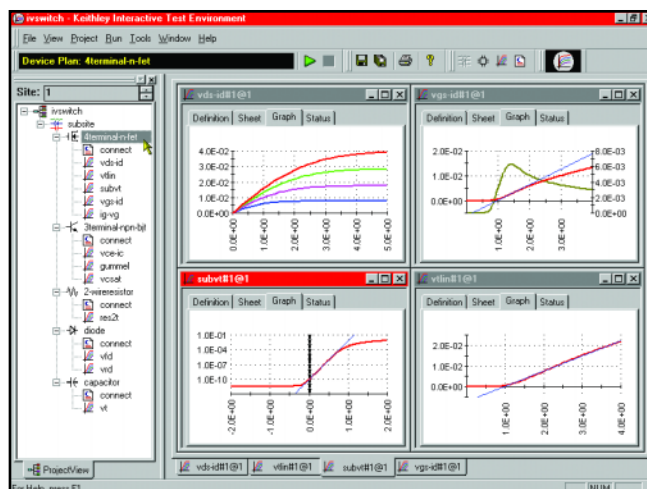 ivswitch - Keithley Interactive Test Environment
File View Project Run Tools Window Help
Device Plan: 4terminal-n-fet
Site: 1
ivswitch
subsite
4terminal-n-fet
connect
vds-id
vtlin
subvt
vgs-id
ig-vg
3terminal-npn-bjt
connect
vce-ic
gummel
vcsat
2-wireresistor
connect
res2t
diode
connect
vfd
vrd
capacitor
connect
vt
ProjectView
vds-id#1@1
Definition Sheet Graph Status
4.0E-02
3.0E-02
2.0E-02
1.0E-02
0.0E+00
0.0E+00 1.0E+00 2.0E+00 3.0E+00 4.0E+00 5.0E+00
vgs-id#1@1
Definition Sheet Graph Status
2.0E-02
1.0E-02
0.0E+00
8.0E-03
6.0E-03
4.0E-03
2.0E-03
0.0E+00
0.0E+00 1.0E+00 2.0E+00 3.0E+00 4.0E+00
subvt#1@1
Definition Sheet Graph Status
1.0E-01
1.0E-04
1.0E-07
1.0E-10
-2.0E+00 -1.0E+00 0.0E+00 1.0E+00 2.0E+00
vtlin#1@1
Definition Sheet Graph Status
2.0E-02
1.0E-02
0.0E+00
1.0E+00 2.0E+00 3.0E+00 4.0E+00
vds-id#1@1 vtlin#1@1 subvt#1@1 vgs-id#1@1
For Help, press F1
NUM